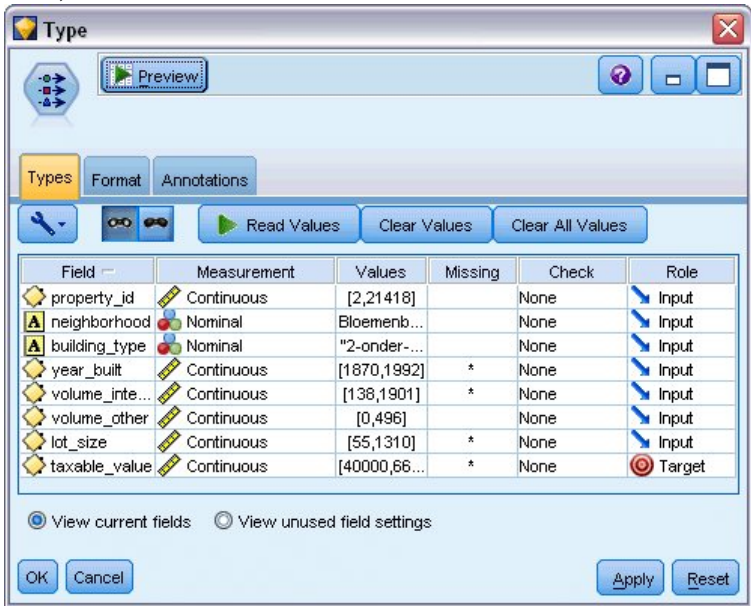 Type
Preview
Types Format Annotations
Read Values Clear Values Clear All Values
Field Measurement Values Missing Check Role
property_id Continuous [2,21418] None Input
A neighborhood Nominal Bloemenb... None Input
A building_type Nominal "2-onder-... None Input
year_built Continuous [1870,1992] * None Input
volume_inte... Continuous [138,1901] * None Input
volume_other Continuous [0,496] None Input
lot_size Continuous [55,1310] * None Input
taxable_value Continuous [40000,66... * None Target
View current fields View unused field settings
OK Cancel Apply Reset